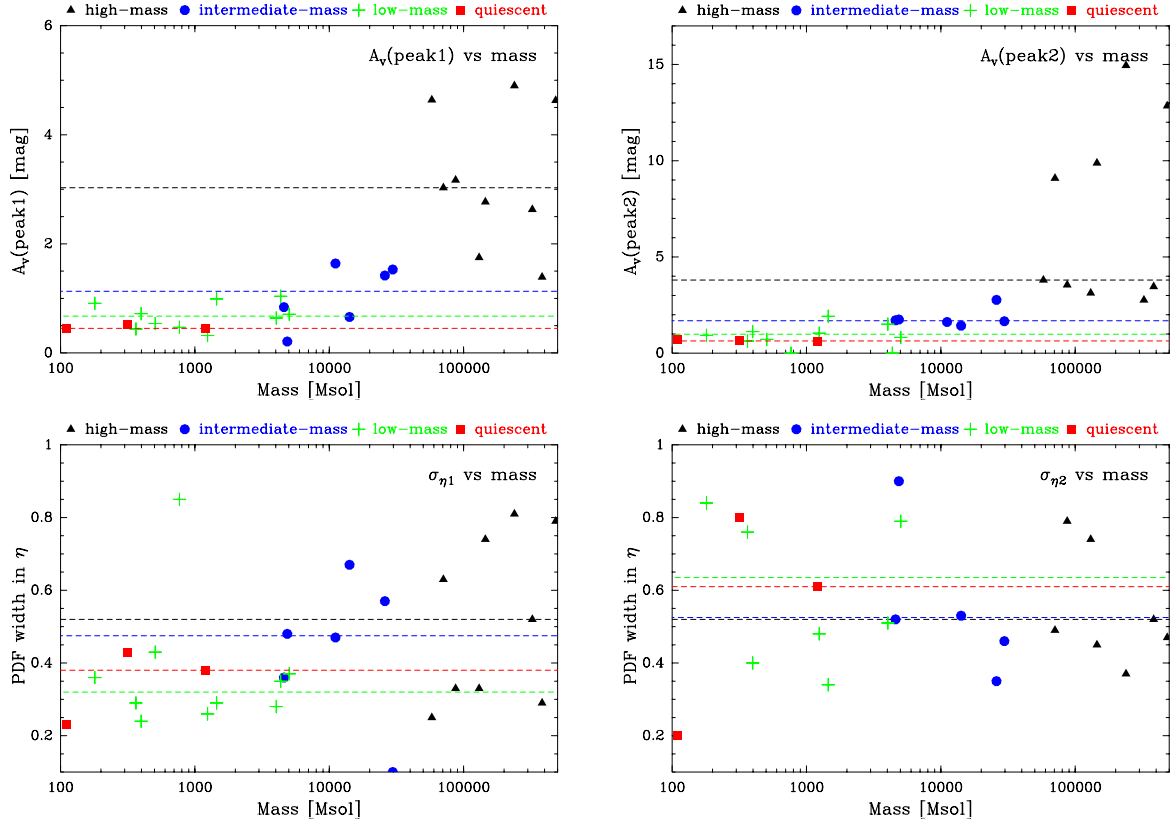 high-mass intermediate-mass low-mass quiescent
A_v(peak1) vs mass
A_v(peak1) [mag]
6
4
2
0
100 1000 10000 100000
Mass [Msol]
high-mass intermediate-mass low-mass quiescent
A_v(peak2) vs mass
A_v(peak2) [mag]
15
10
5
0
100 1000 10000 100000
Mass [Msol]
high-mass intermediate-mass low-mass quiescent
σ_η1 vs mass
PDF width in η
1
0.8
0.6
0.4
0.2
100 1000 10000 100000
Mass [Msol]
high-mass intermediate-mass low-mass quiescent
σ_η2 vs mass
PDF width in η
1
0.8
0.6
0.4
0.2
100 1000 10000 100000
Mass [Msol]